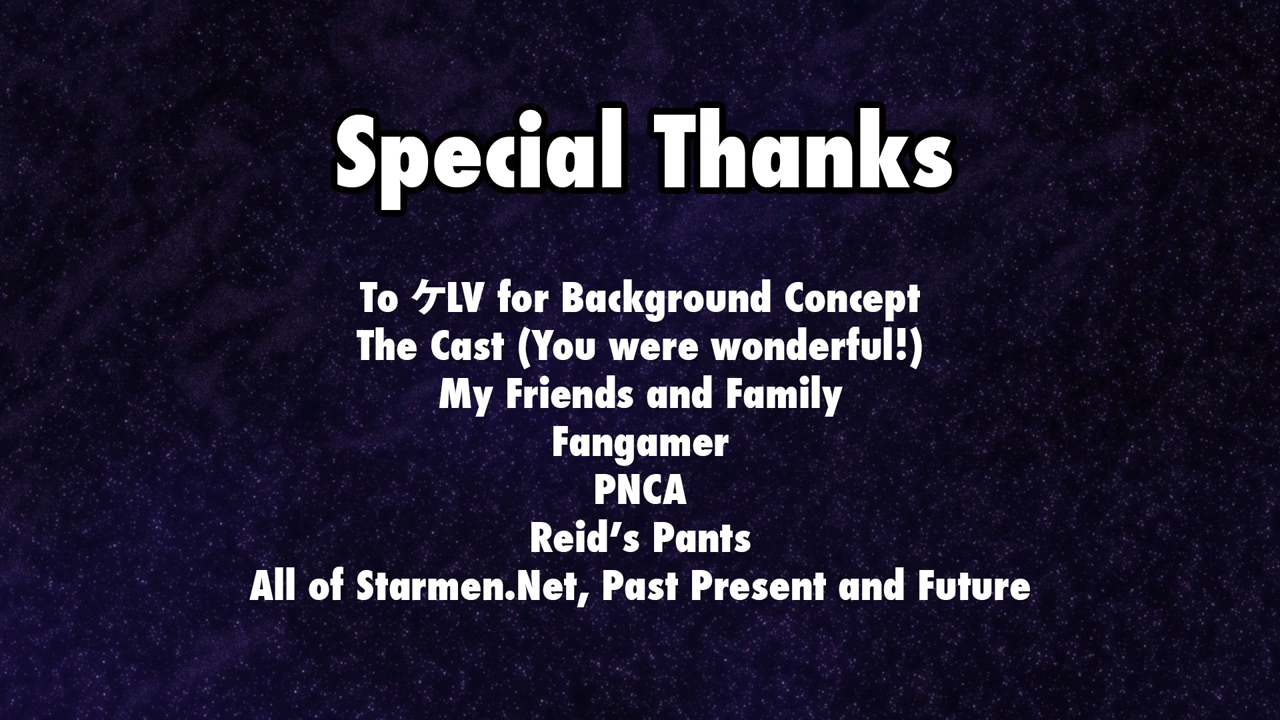 Special Thanks
To ケLV for Background Concept
The Cast (You were wonderful!)
My Friends and Family
Fangamer
PNCA
Reid’s Pants
All of Starmen.Net, Past Present and Future